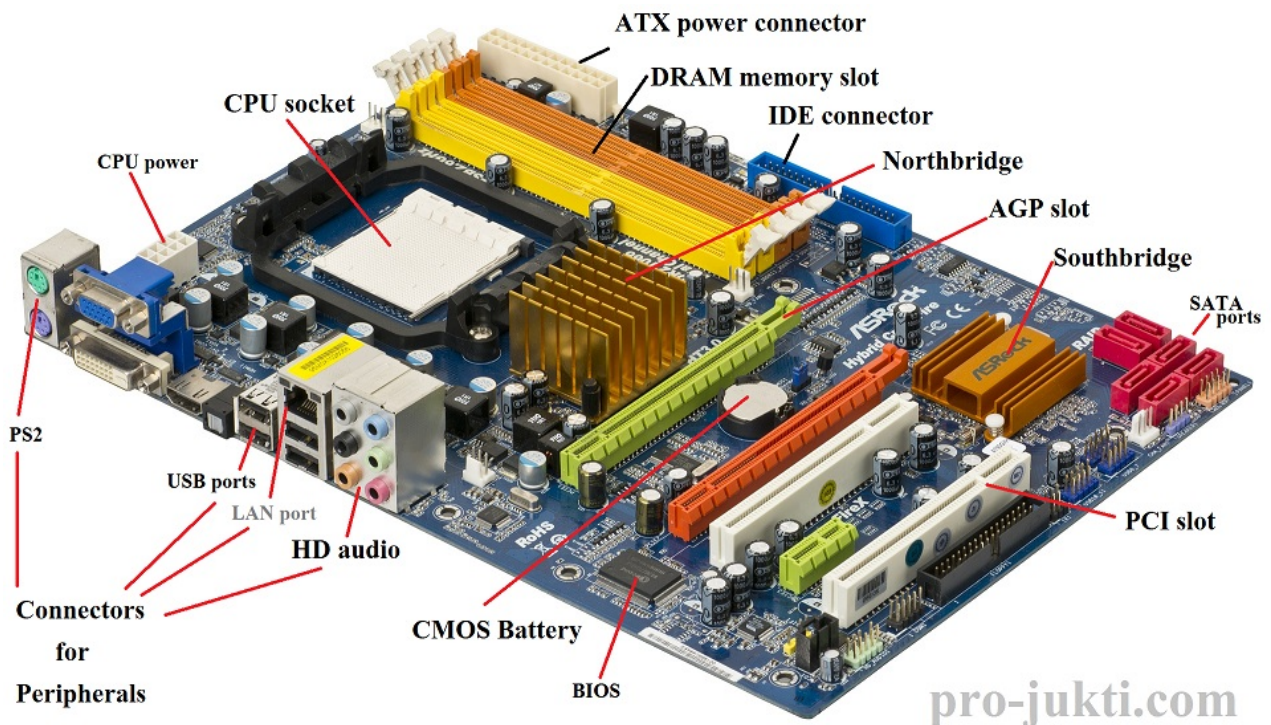 ATX power connector
DRAM memory slot
CPU socket
IDE connector
CPU power
Northbridge
AGP slot
Southbridge
SATA
ports
ASRock
ASRock
PS2
USB ports
LAN port
HD audio
RoHS
PCI slot
Connectors
for
Peripherals
CMOS Battery
BIOS
pro-jukti.com